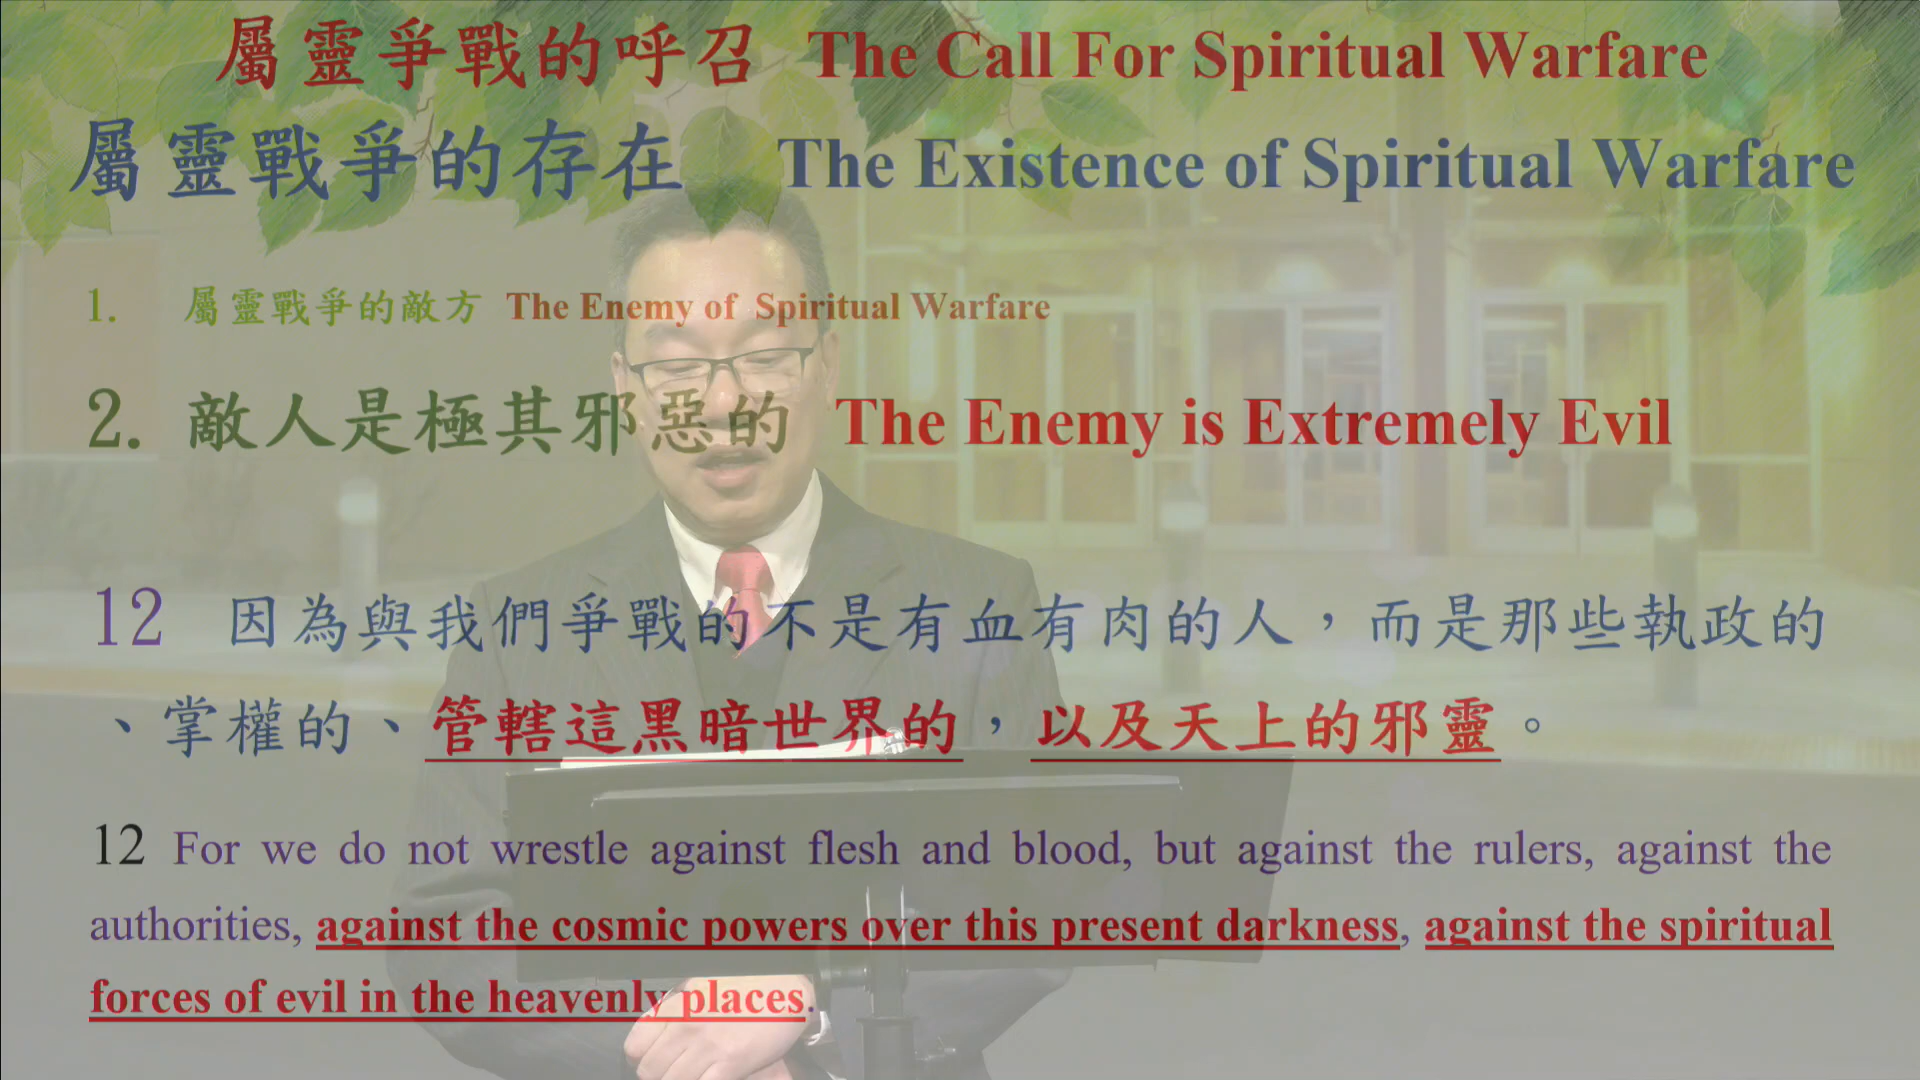 屬靈爭戰的呼召 The Call For Spiritual Warfare
屬靈戰爭的存在 The Existence of Spiritual Warfare
1. 屬靈戰爭的敵方 The Enemy of Spiritual Warfare
2. 敵人是極其邪惡的 The Enemy is Extremely Evil
12 因為與我們爭戰的不是有血有肉的人，而是那些執政的
、掌權的、管轄這黑暗世界的，以及天上的邪靈。
12 For we do not wrestle against flesh and blood, but against the rulers, against the
authorities, against the cosmic powers over this present darkness, against the spiritual
forces of evil in the heavenly places.